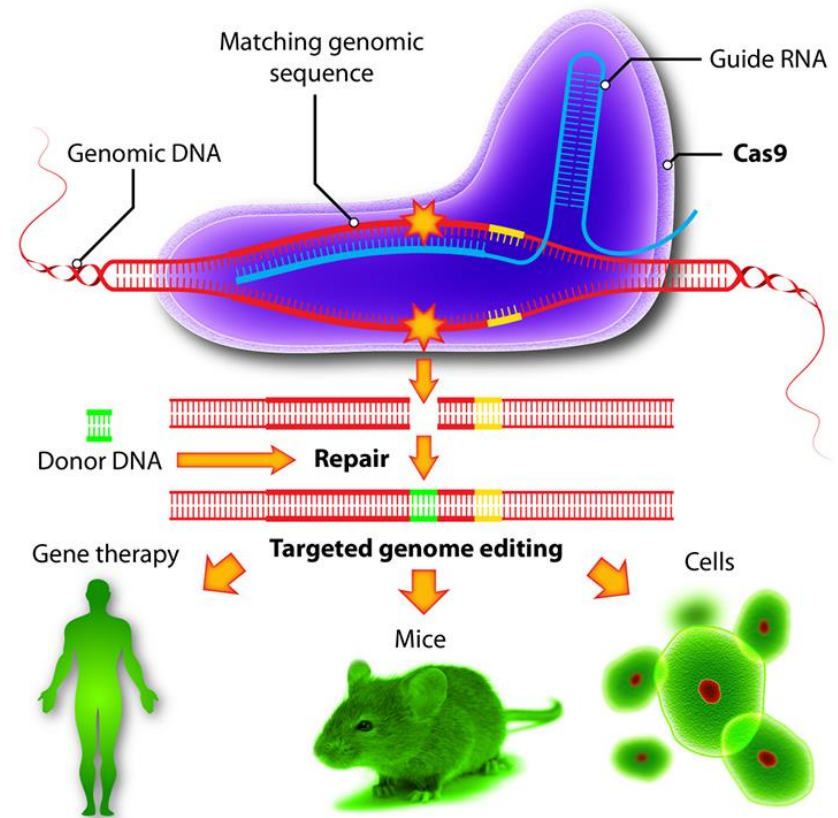 Matching genomic
sequence
Guide RNA
Genomic DNA
Cas9
Donor DNA
Repair
Targeted genome editing
Gene therapy
Mice
Cells